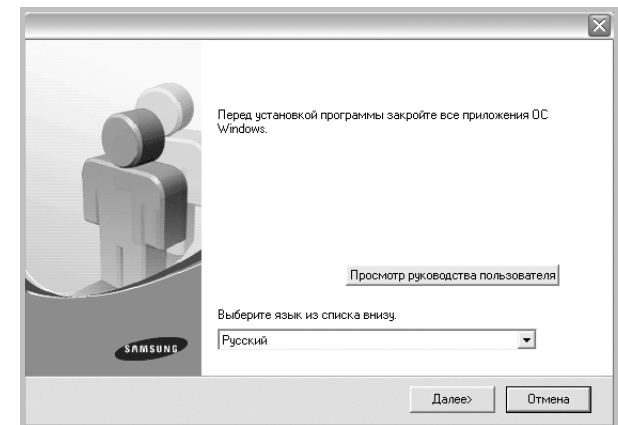 Перед установкой программы закройте все приложения ОС
Windows.
Просмотр руководства пользователя
Выберите язык из списка внизу.
Русский
SAMSUNG
Далее>
Отмена